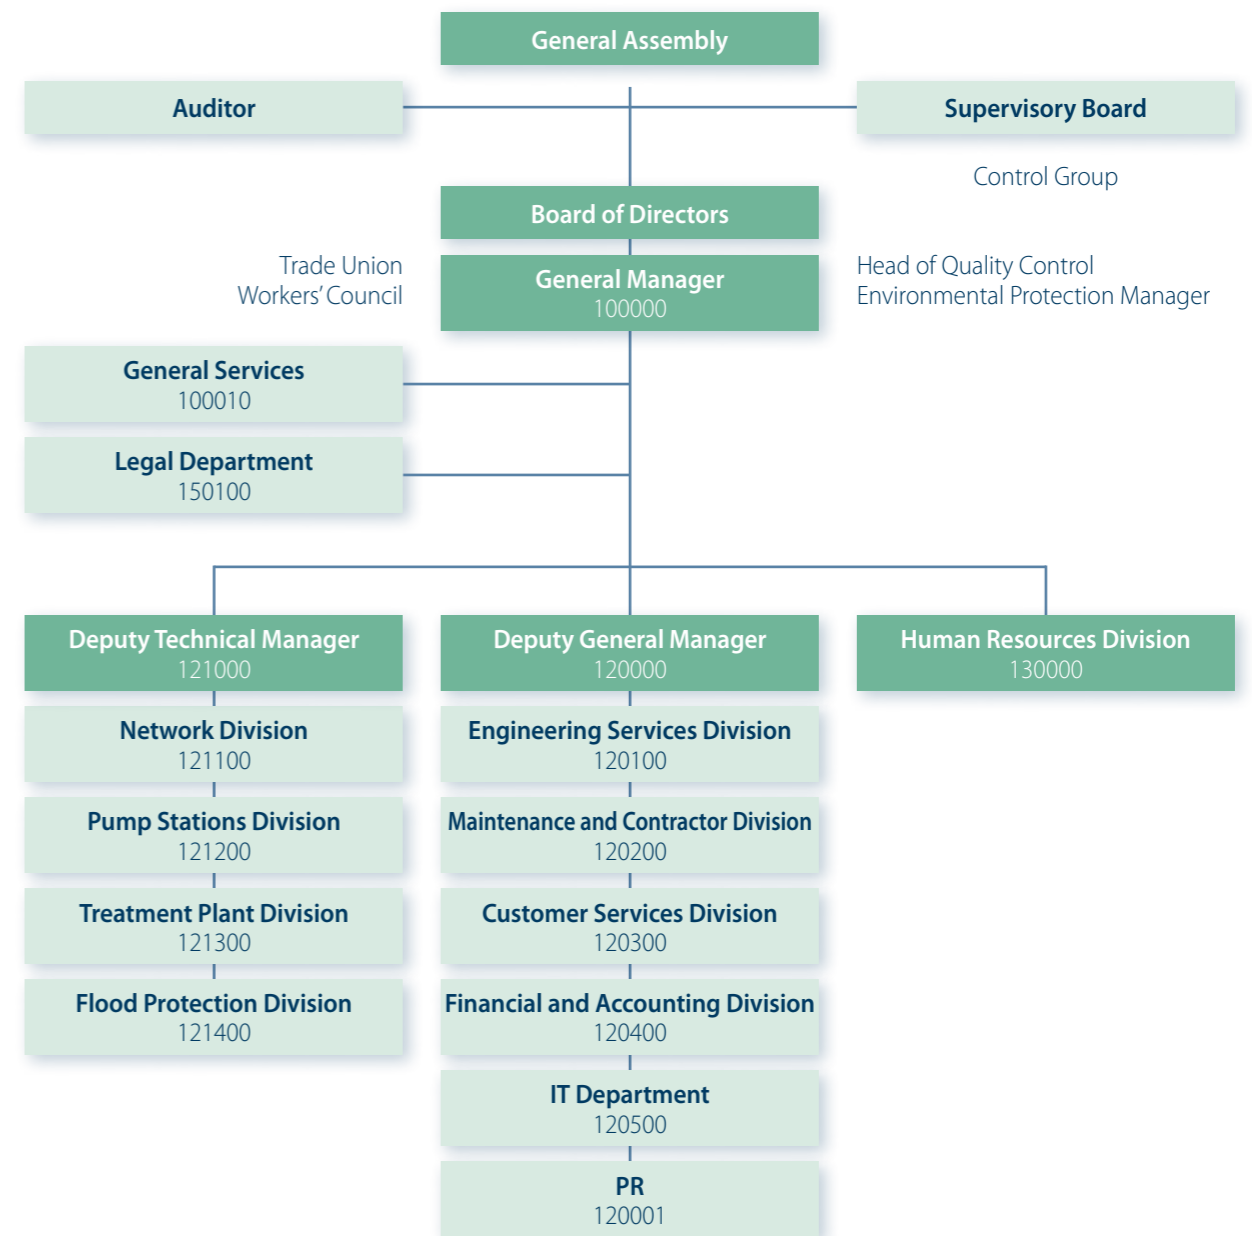 General Assembly
Auditor
Supervisory Board
Control Group
Board of Directors
Trade Union
Workers' Council
General Manager
100000
Head of Quality Control
Environmental Protection Manager
General Services
100010
Legal Department
150100
Deputy Technical Manager
121000
Deputy General Manager
120000
Human Resources Division
130000
Network Division
121100
Engineering Services Division
120100
Pump Stations Division
121200
Maintenance and Contractor Division
120200
Treatment Plant Division
121300
Customer Services Division
120300
Flood Protection Division
121400
Financial and Accounting Division
120400
IT Department
120500
PR
120001